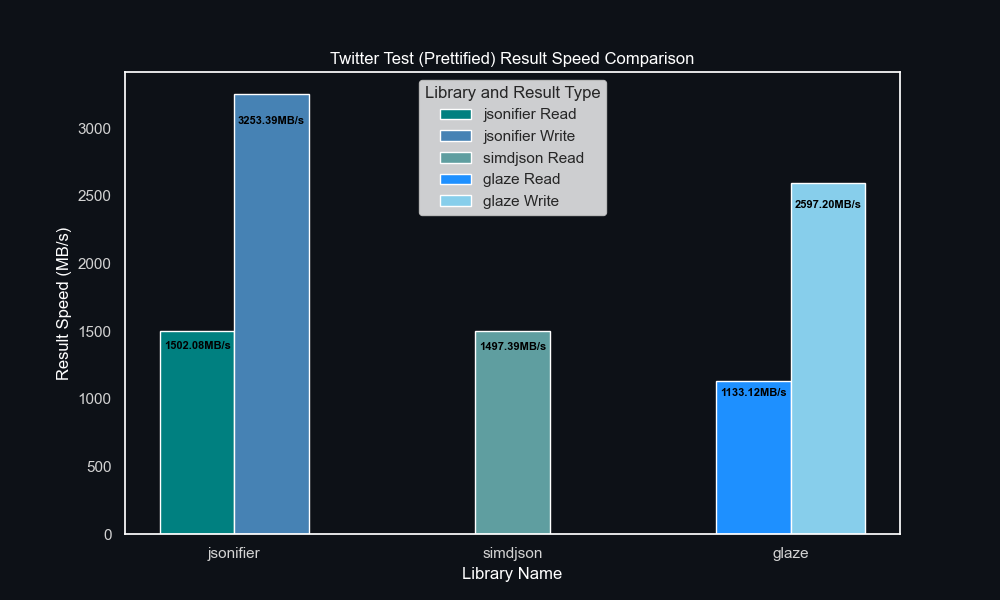 Twitter Test (Prettified) Result Speed Comparison
Library and Result Type
jsonifier Read
jsonifier Write
simdjson Read
glaze Read
glaze Write
Result Speed (MB/s)
3000
2500
2000
1500
1000
500
0
1502.08MB/s
3253.39MB/s
1497.39MB/s
1133.12MB/s
2597.20MB/s
jsonifier
simdjson
glaze
Library Name